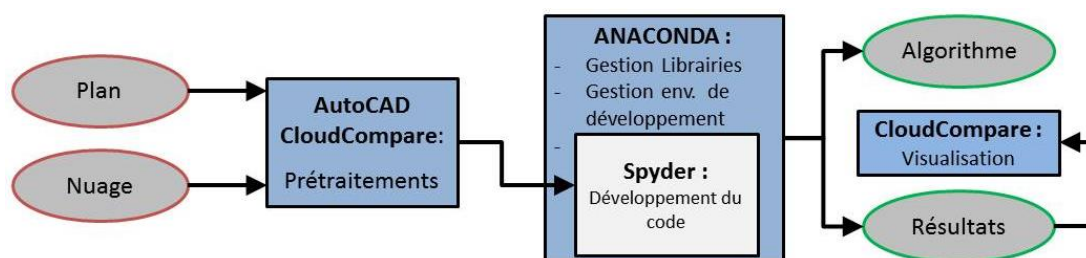 Plan
Nuage
AutoCAD
CloudCompare:
Prétraitements
ANACONDA :
- Gestion Librairies
- Gestion env. de
développement
-
Spyder :
Développement du
code
Algorithme
CloudCompare :
Visualisation
Résultats